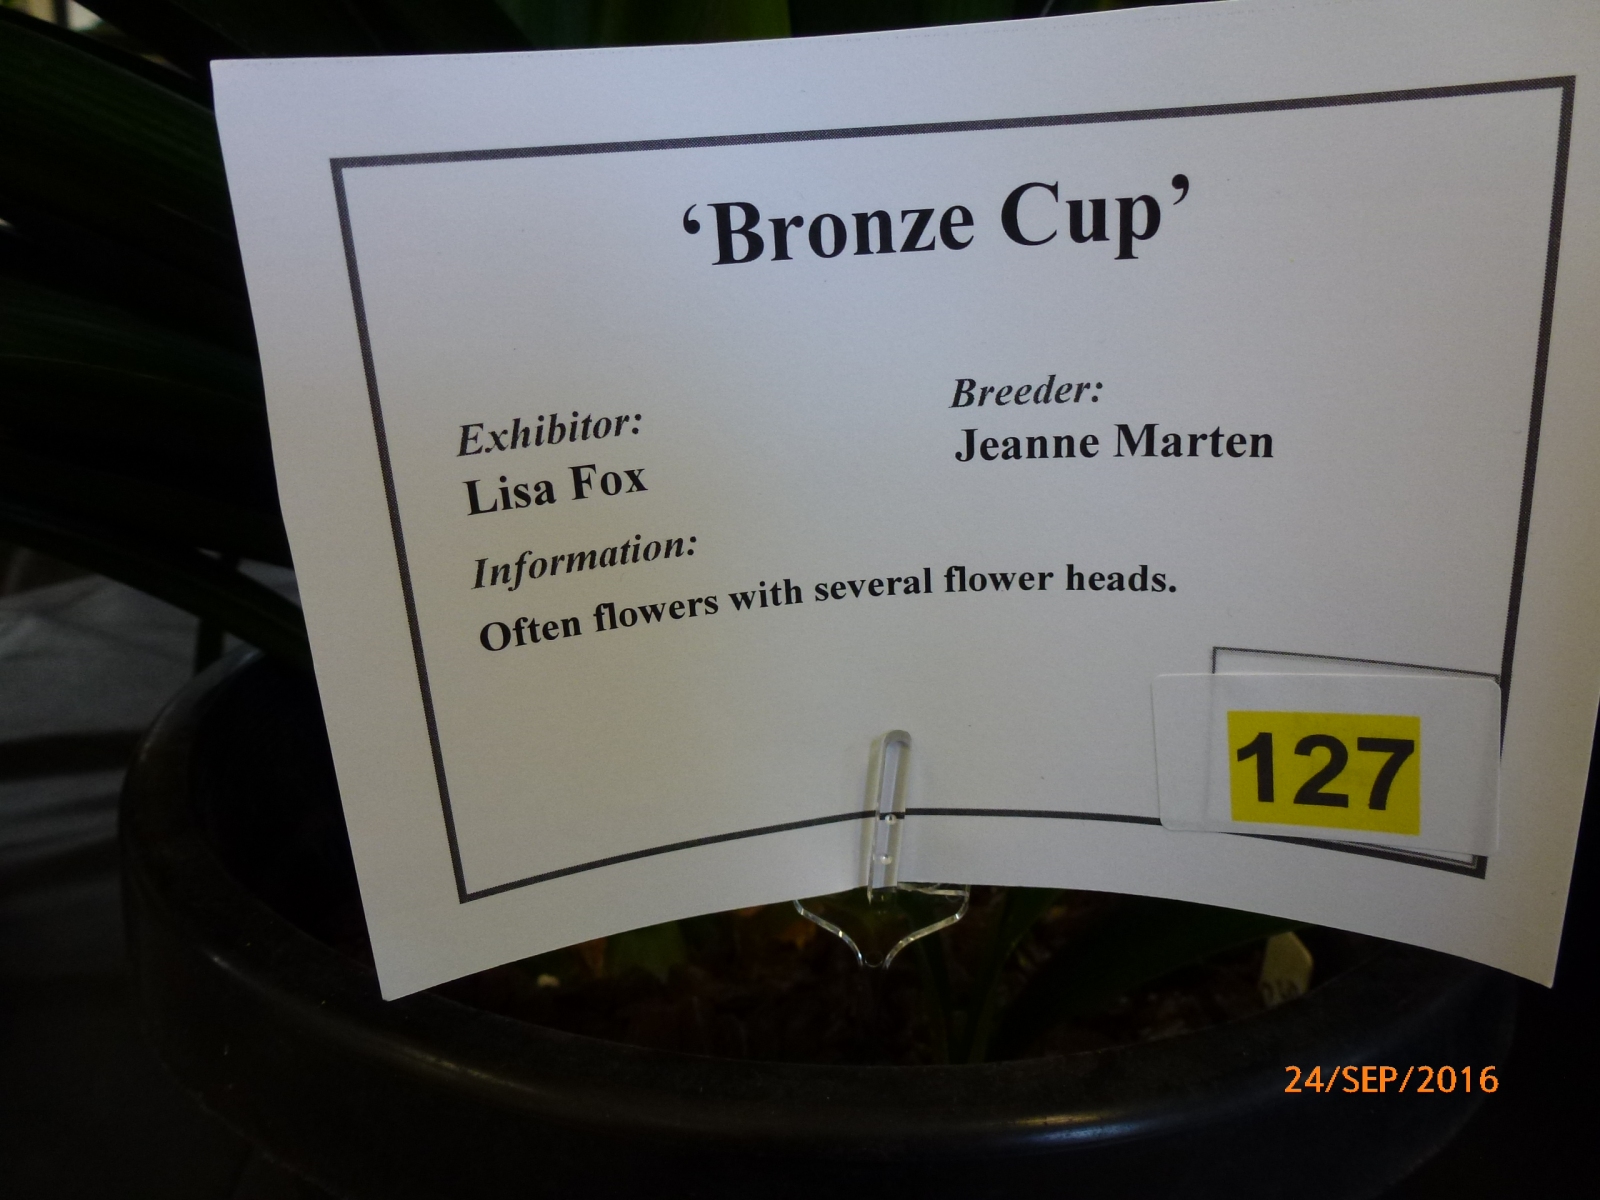 ‘Bronze Cup’
Exhibitor:
Lisa Fox
Breeder:
Jeanne Marten
Information:
Often flowers with several flower heads.
127
24/SEP/2016